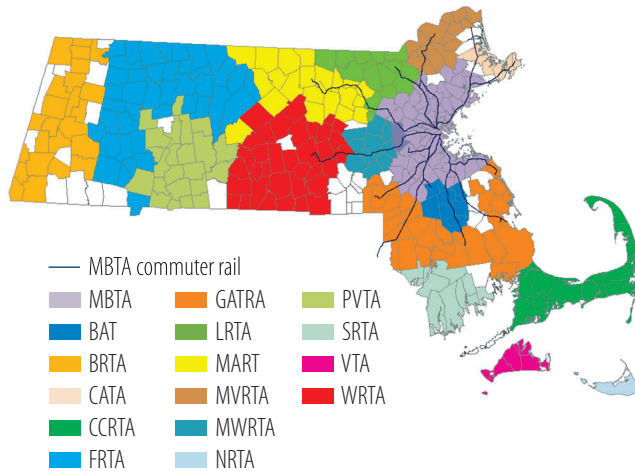 MBTA commuter rail
MBTA GATRA PVTA
BAT LRTA SRTA
BRTA MART VTA
CATA MVRTA WRTA
CCRTA MWRTA
FRTA NRTA